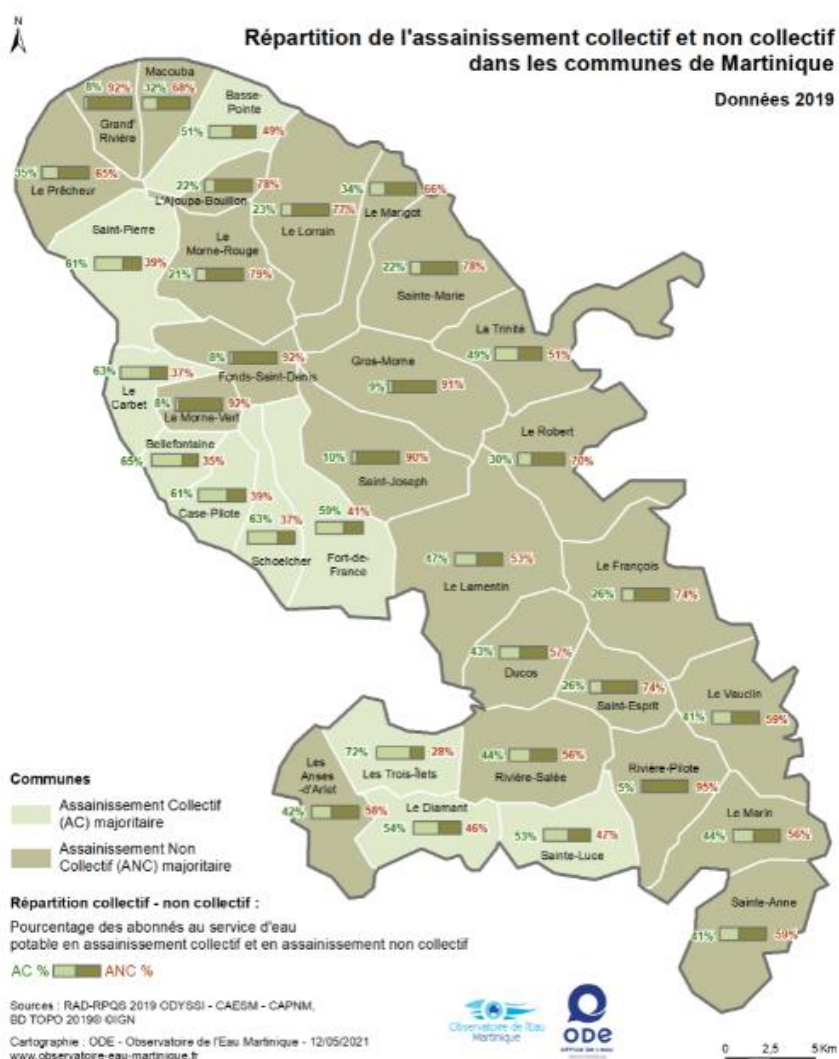 N
Répartition de l'assainissement collectif et non collectif
dans les communes de Martinique
Données 2019
Macouba
8% 92%
32% 68%
Grand'
Rivière
Basse-
Pointe
51% 49%
35% 65%
Le Prêcheur
22% 78%
L'Ajoupa-Bouillon
23% 77%
Le Lorrain
34% 66%
Le Marigot
Saint-Pierre
61% 39%
Le
Morne-Rouge
21% 79%
22% 78%
Sainte-Marie
La Trinité
49% 51%
8% 92%
Fonds-Saint-Denis
Gros-Morne
9% 91%
63% 37%
Le
Carbet
8% 92%
Le Morne-Vert
Le Robert
30% 70%
Bellefontaine
65% 35%
10% 90%
Saint-Joseph
61% 39%
Case-Pilote
63% 37%
Schoelcher
59% 41%
Fort-de-
France
47% 53%
Le Lamentin
Le François
26% 74%
43% 57%
Ducos
26% 74%
Saint-Esprit
Le Vauclin
41% 59%
72% 28%
Les Trois-Îlets
44% 56%
Rivière-Salée
Rivière-Pilote
5% 95%
Les
Anses
-d'Arlet
42% 58%
Le Diamant
54% 46%
53% 47%
Sainte-Luce
Le Marin
44% 56%
Sainte-Anne
41% 59%
Communes
Assainissement Collectif
(AC) majoritaire
Assainissement Non
Collectif (ANC) majoritaire
Répartition collectif - non collectif :
Pourcentage des abonnés au service d'eau
potable en assainissement collectif et en assainissement non collectif
AC % ANC %
Sources : RAD-RPQS 2019 ODYSSI - CAESM - CAPNM,
BD TOPO 2019® ©IGN
Cartographie : ODE - Observatoire de l'Eau Martinique - 12/05/2021
www.observatoire-eau-martinique.fr
Observatoire de l'Eau
Martinique
ODE
OFFICE DE L'EAU
0 2,5 5 Km